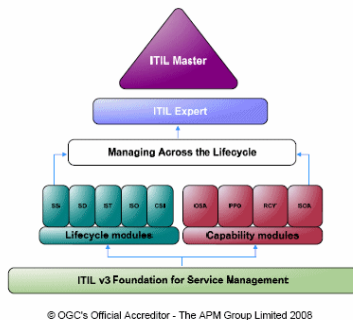 ITIL Master
ITIL Expert
Managing Across the Lifecycle
SS SD ST SO CSI OSA PPO RCV SOA
Lifecycle modules Capability modules
ITIL v3 Foundation for Service Management
© OGC's Official Accreditor - The APM Group Limited 2008